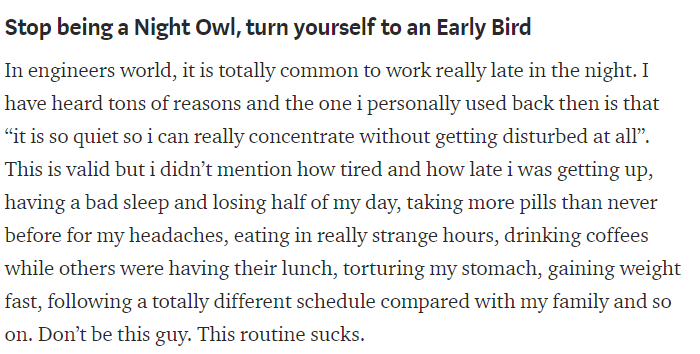 Stop being a Night Owl, turn yourself to an Early Bird
In engineers world, it is totally common to work really late in the night. I
have heard tons of reasons and the one i personally used back then is that
“it is so quiet so i can really concentrate without getting disturbed at all”.
This is valid but i didn’t mention how tired and how late i was getting up,
having a bad sleep and losing half of my day, taking more pills than never
before for my headaches, eating in really strange hours, drinking coffees
while others were having their lunch, torturing my stomach, gaining weight
fast, following a totally different schedule compared with my family and so
on. Don’t be this guy. This routine sucks.